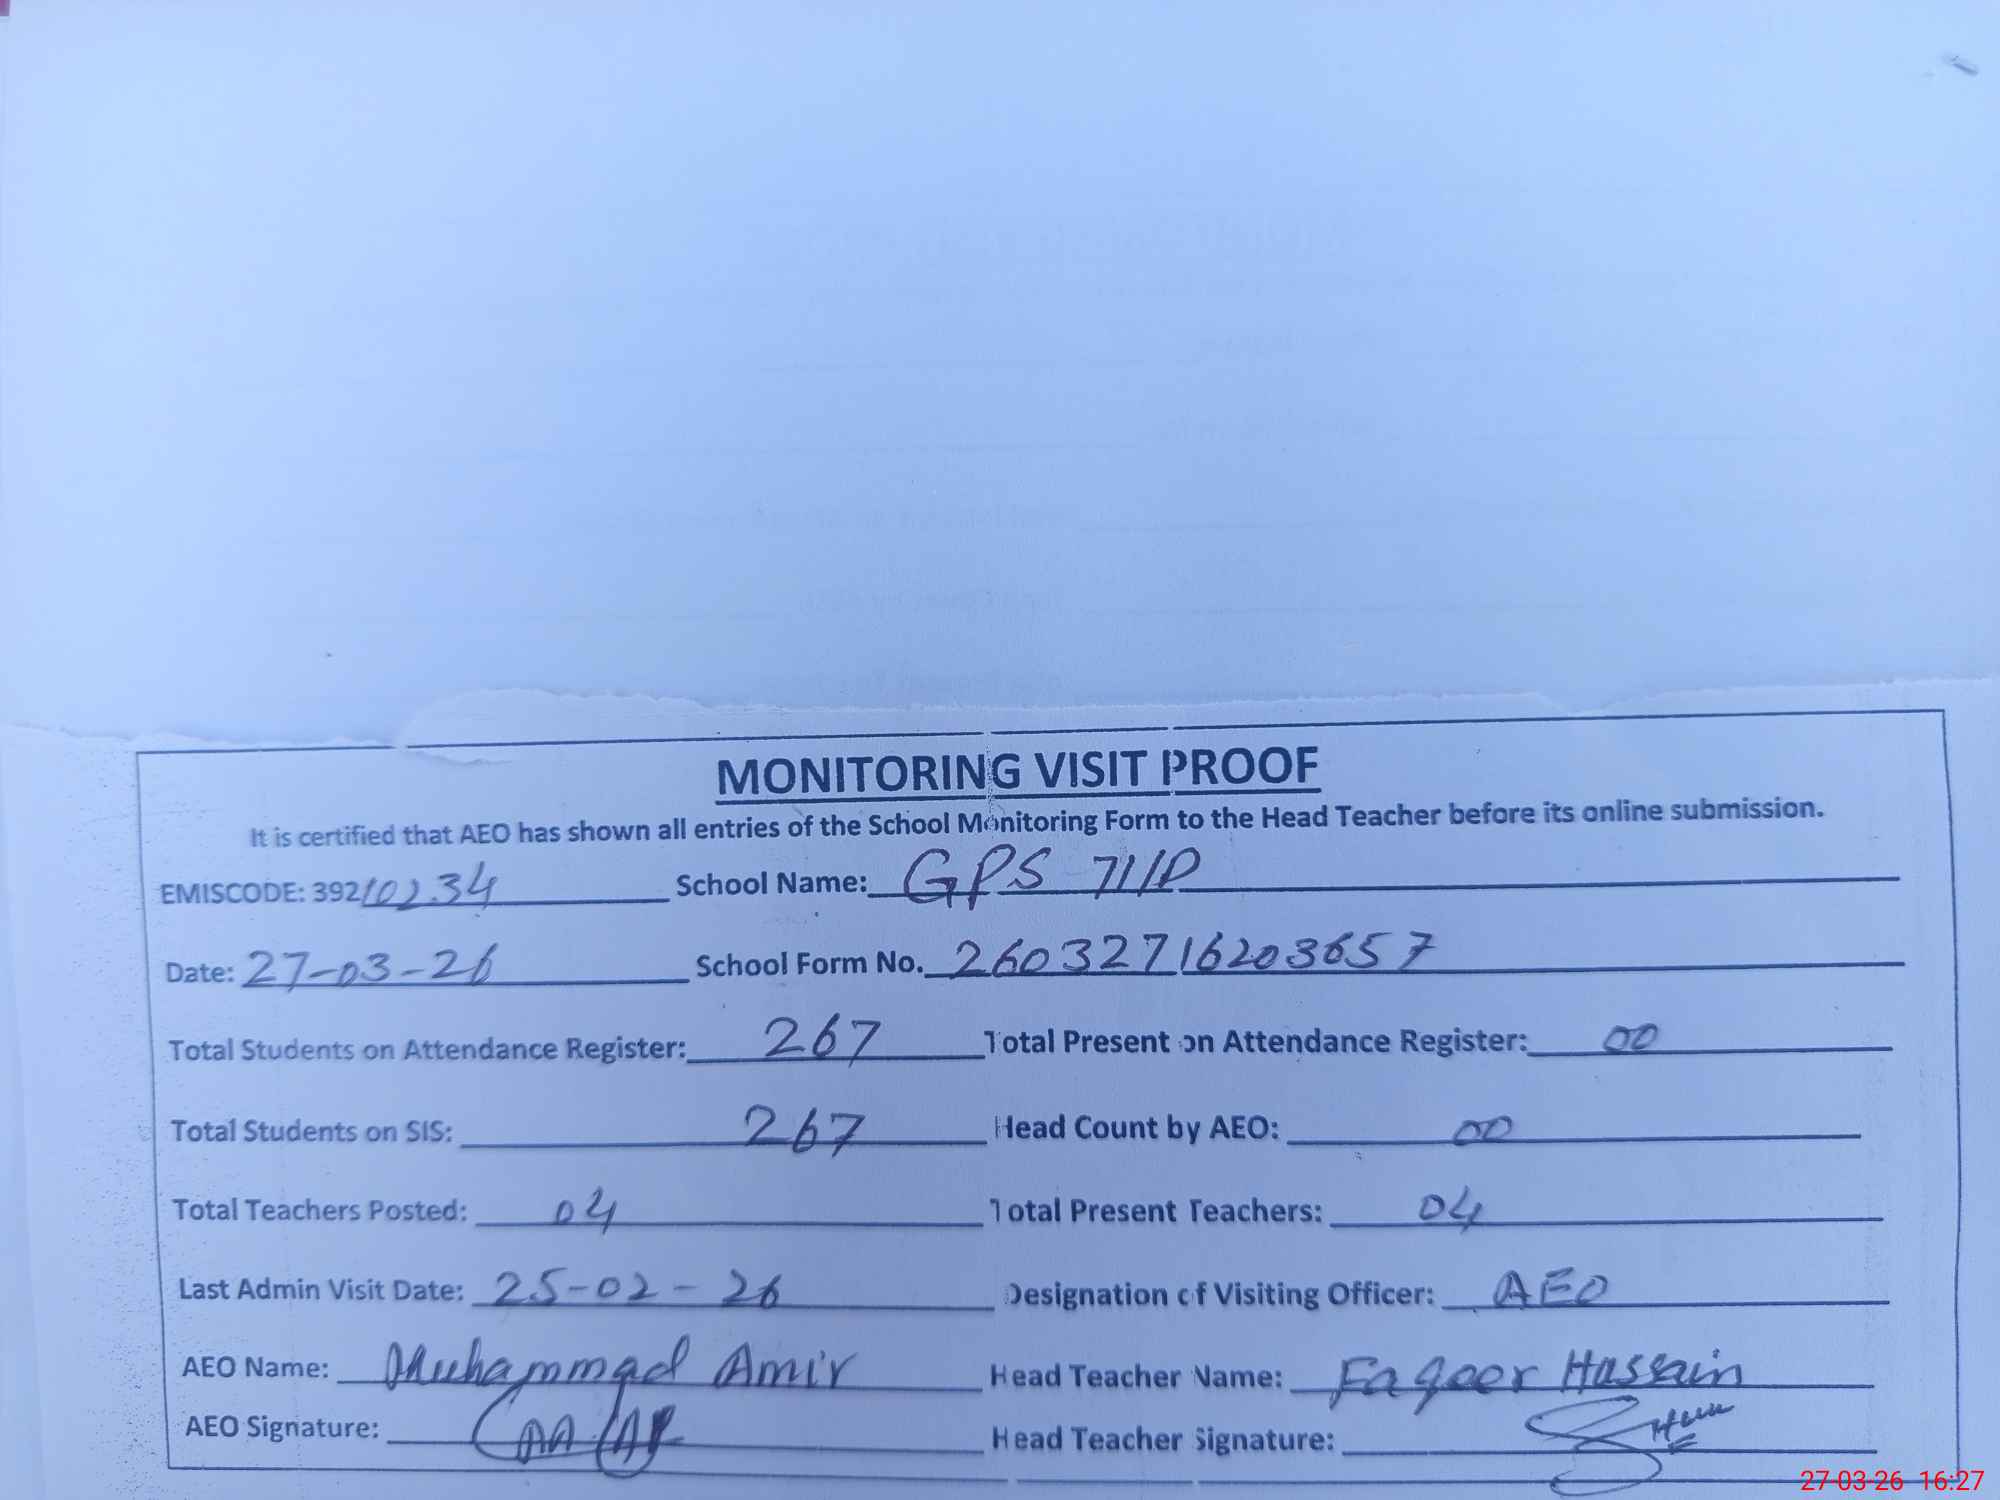 MONITORING VISIT PROOF
It is certified that AEO has shown all entries of the School Monitoring Form to the Head Teacher before its online submission.
EMISCODE: 39210234 School Name: GPS 71/P
Date: 27-03-26 School Form No. 26032716203657
Total Students on Attendance Register: 267 Total Present on Attendance Register: 00
Total Students on SIS: 267 Head Count by AEO: 00
Total Teachers Posted: 04 Total Present Teachers: 04
Last Admin Visit Date: 25-02-26 Designation of Visiting Officer: AEO
AEO Name: Muhammad Amir Head Teacher Name: Faqeer Hassain
AEO Signature: Head Teacher Signature:
27-03-26 16:27